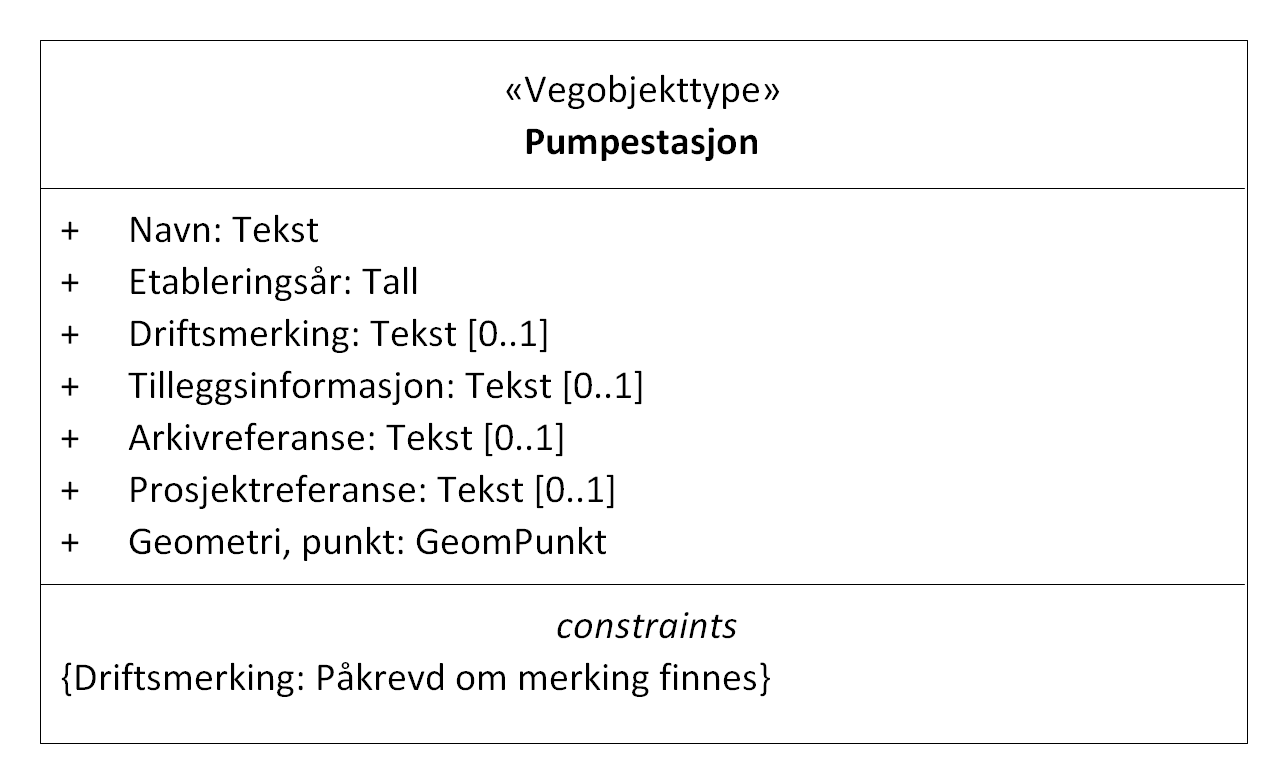 «Vegobjekttype»
Pumpestasjon
+ Navn: Tekst
+ Etableringsår: Tall
+ Driftsmerking: Tekst [0..1]
+ Tilleggsinformasjon: Tekst [0..1]
+ Arkivreferanse: Tekst [0..1]
+ Prosjektreferanse: Tekst [0..1]
+ Geometri, punkt: GeomPunkt
constraints
{Driftsmerking: Påkrevd om merking finnes}